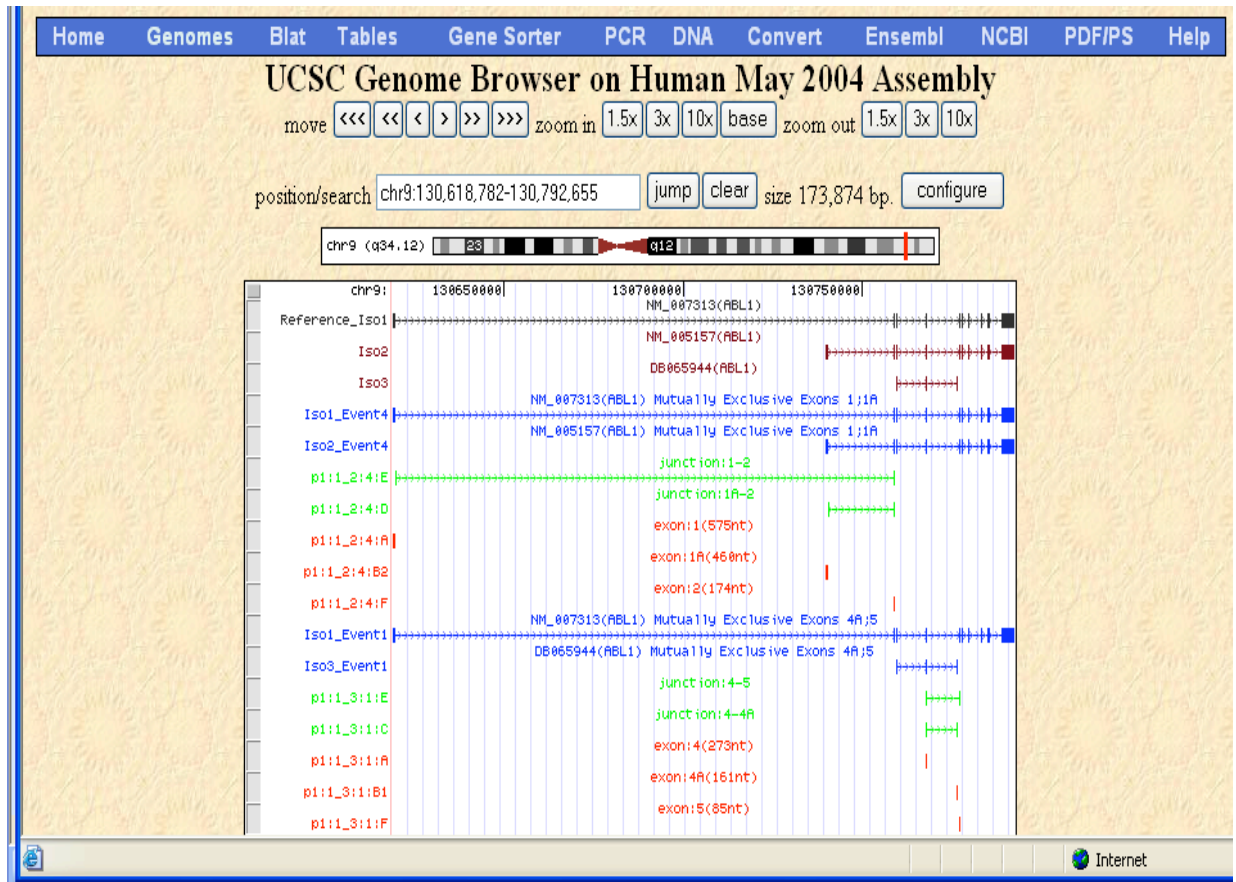 Home Genomes Blat Tables Gene Sorter PCR DNA Convert Ensembl NCBI PDF/PS Help
UCSC Genome Browser on Human May 2004 Assembly
move <<< << < > >> >>> zoom in 1.5x 3x 10x base zoom out 1.5x 3x 10x
position/search chr9:130,618,782-130,792,655 jump clear size 173,874 bp. configure
chr9 (q34.12) 23 q12
chr9: 130650000| 130700000| 130750000|
NM_007313(ABL1)
Reference_Iso1
NM_005157(ABL1)
Iso2
DB065944(ABL1)
Iso3
NM_007313(ABL1) Mutually Exclusive Exons 1;1A
Iso1_Event4
NM_005157(ABL1) Mutually Exclusive Exons 1;1A
Iso2_Event4
junction:1-2
p1:1_2:4:E
junction:1A-2
p1:1_2:4:D
exon:1(575nt)
p1:1_2:4:A
exon:1A(460nt)
p1:1_2:4:B2
exon:2(174nt)
p1:1_2:4:F
NM_007313(ABL1) Mutually Exclusive Exons 4A;5
Iso1_Event1
DB065944(ABL1) Mutually Exclusive Exons 4A;5
Iso3_Event1
junction:4-5
p1:1_3:1:E
junction:4-4A
p1:1_3:1:C
exon:4(273nt)
p1:1_3:1:A
exon:4A(161nt)
p1:1_3:1:B1
exon:5(85nt)
p1:1_3:1:F
Internet